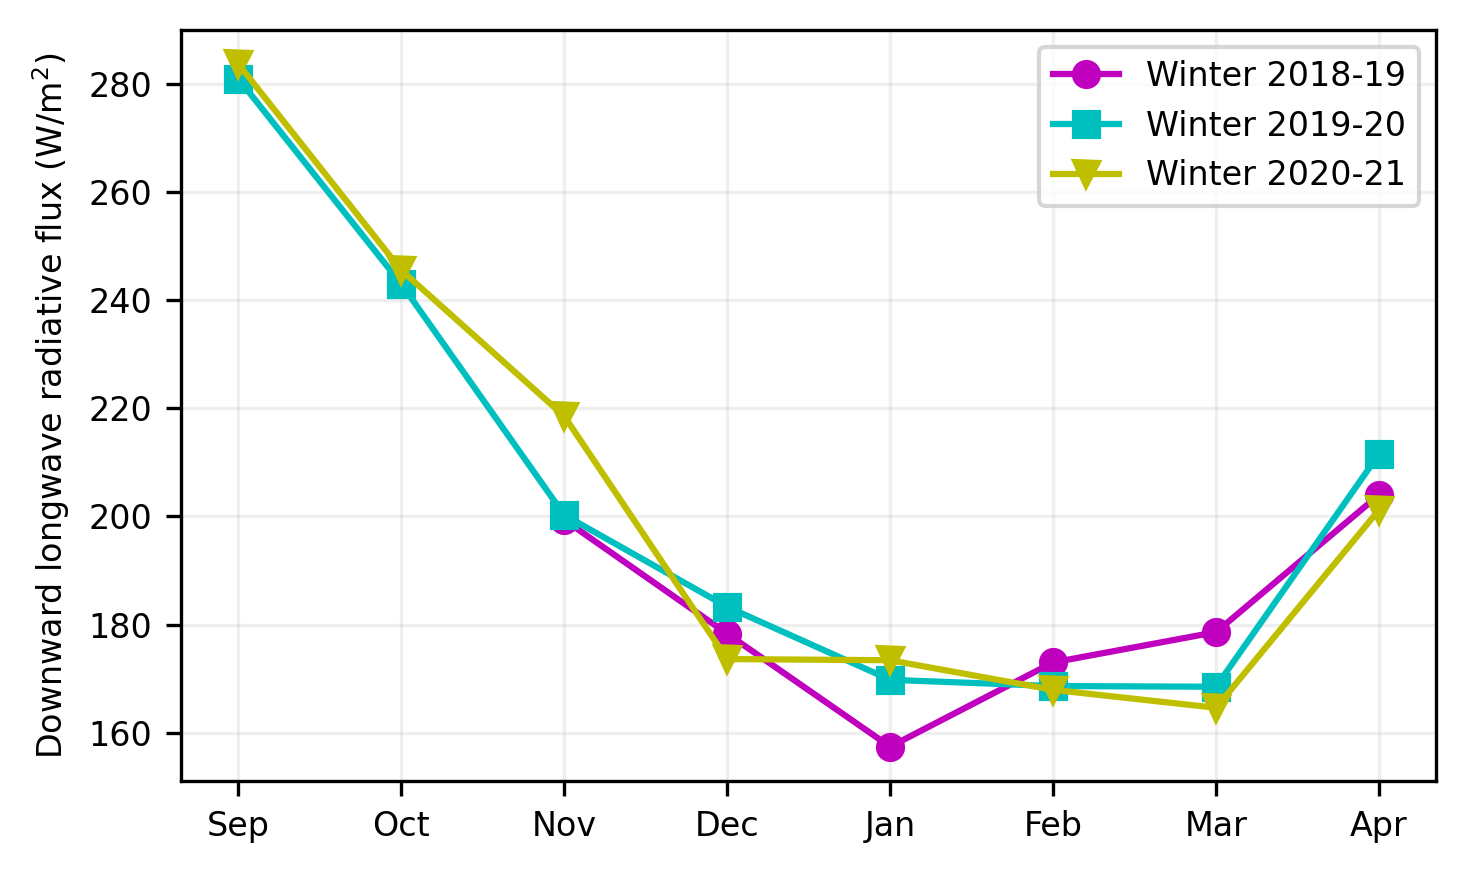 Downward longwave radiative flux (W/m²)
280
260
240
220
200
180
160
Sep Oct Nov Dec Jan Feb Mar Apr
Winter 2018-19
Winter 2019-20
Winter 2020-21